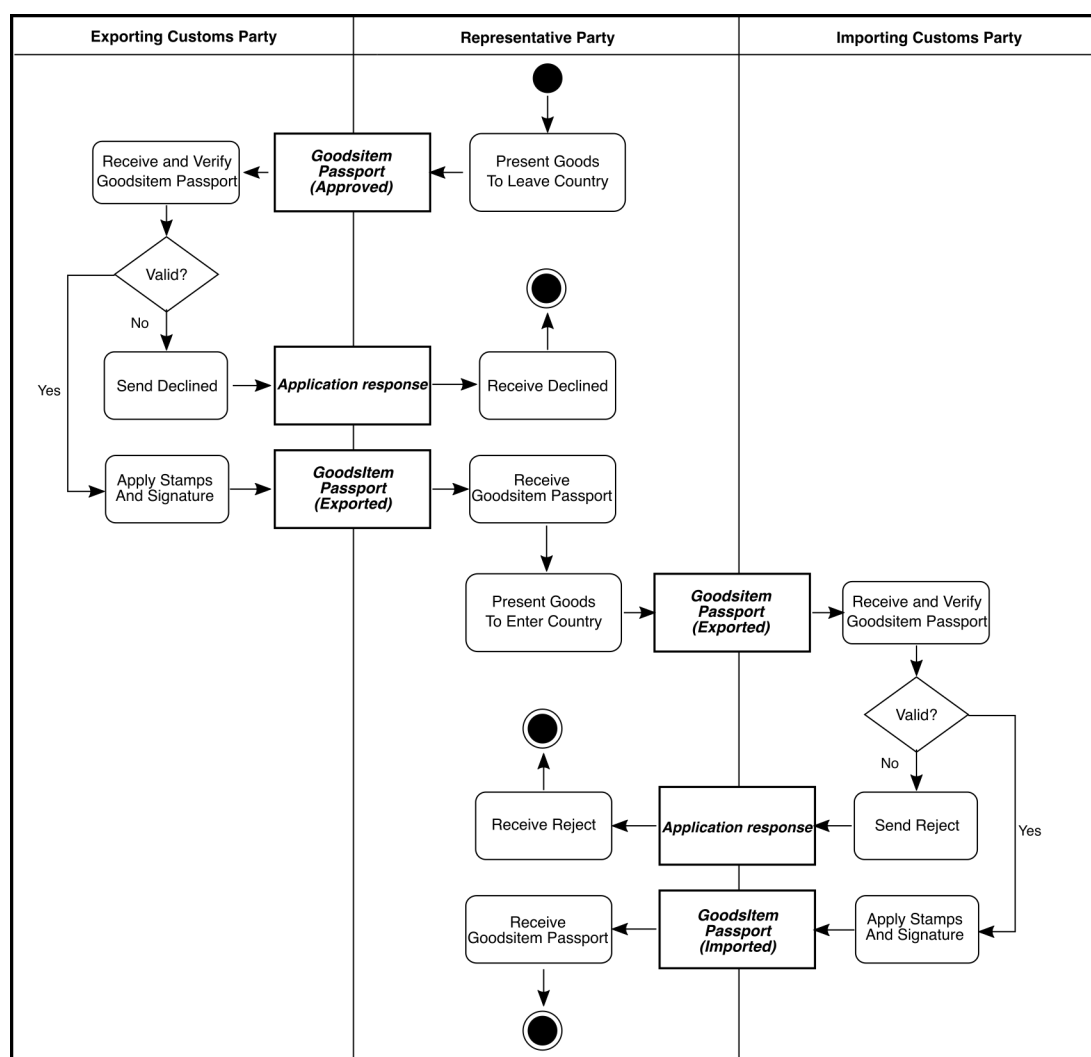 Exporting Customs Party
Representative Party
Importing Customs Party
Receive and Verify
Goodsitem Passport
Goodsitem
Passport
(Approved)
Present Goods
To Leave Country
Valid?
No
Yes
Send Declined
Application response
Receive Declined
Apply Stamps
And Signature
GoodsItem
Passport
(Exported)
Receive
Goodsitem Passport
Present Goods
To Enter Country
Goodsitem
Passport
(Exported)
Receive and Verify
Goodsitem Passport
Valid?
No
Yes
Receive Reject
Application response
Send Reject
Receive
Goodsitem Passport
GoodsItem
Passport
(Imported)
Apply Stamps
And Signature